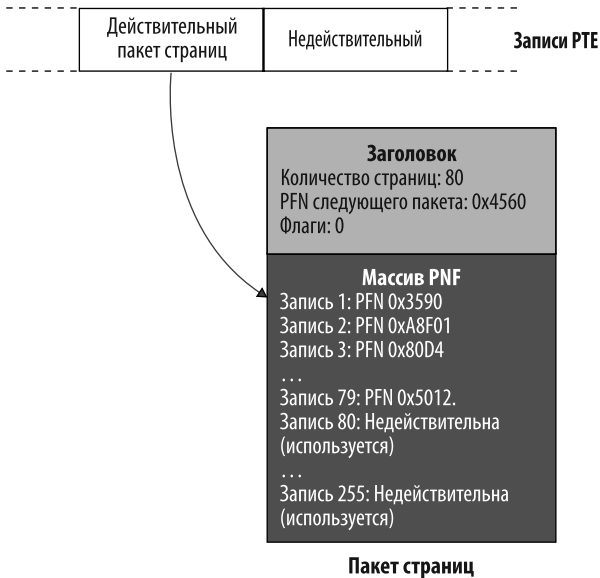 Действительный
пакет страниц
Недействительный
Записи PTE
Заголовок
Количество страниц: 80
PFN следующего пакета: 0x4560
Флаги: 0
Массив PNF
Запись 1: PFN 0x3590
Запись 2: PFN 0xA8F01
Запись 3: PFN 0x80D4
...
Запись 79: PFN 0x5012.
Запись 80: Недействительна
(используется)
...
Запись 255: Недействительна
(используется)
Пакет страниц